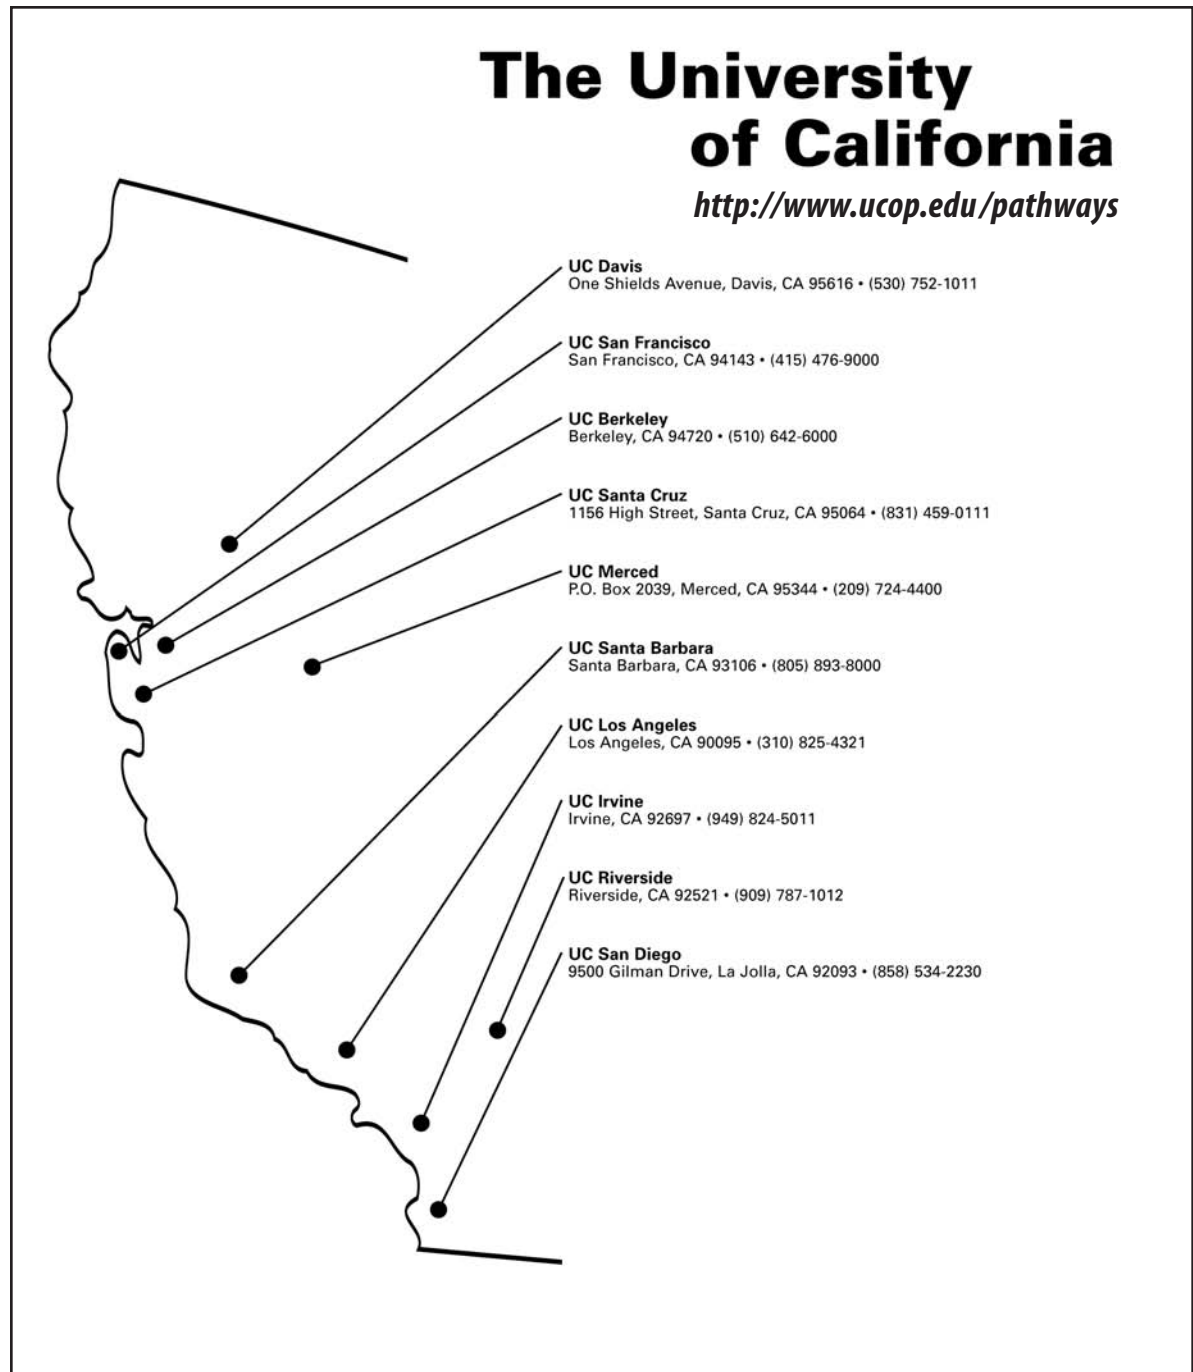 The University
of California
http://www.ucop.edu/pathways
UC Davis
One Shields Avenue, Davis, CA 95616 • (530) 752-1011
UC San Francisco
San Francisco, CA 94143 • (415) 476-9000
UC Berkeley
Berkeley, CA 94720 • (510) 642-6000
UC Santa Cruz
1156 High Street, Santa Cruz, CA 95064 • (831) 459-0111
UC Merced
P.O. Box 2039, Merced, CA 95344 • (209) 724-4400
UC Santa Barbara
Santa Barbara, CA 93106 • (805) 893-8000
UC Los Angeles
Los Angeles, CA 90095 • (310) 825-4321
UC Irvine
Irvine, CA 92697 • (949) 824-5011
UC Riverside
Riverside, CA 92521 • (909) 787-1012
UC San Diego
9500 Gilman Drive, La Jolla, CA 92093 • (858) 534-2230